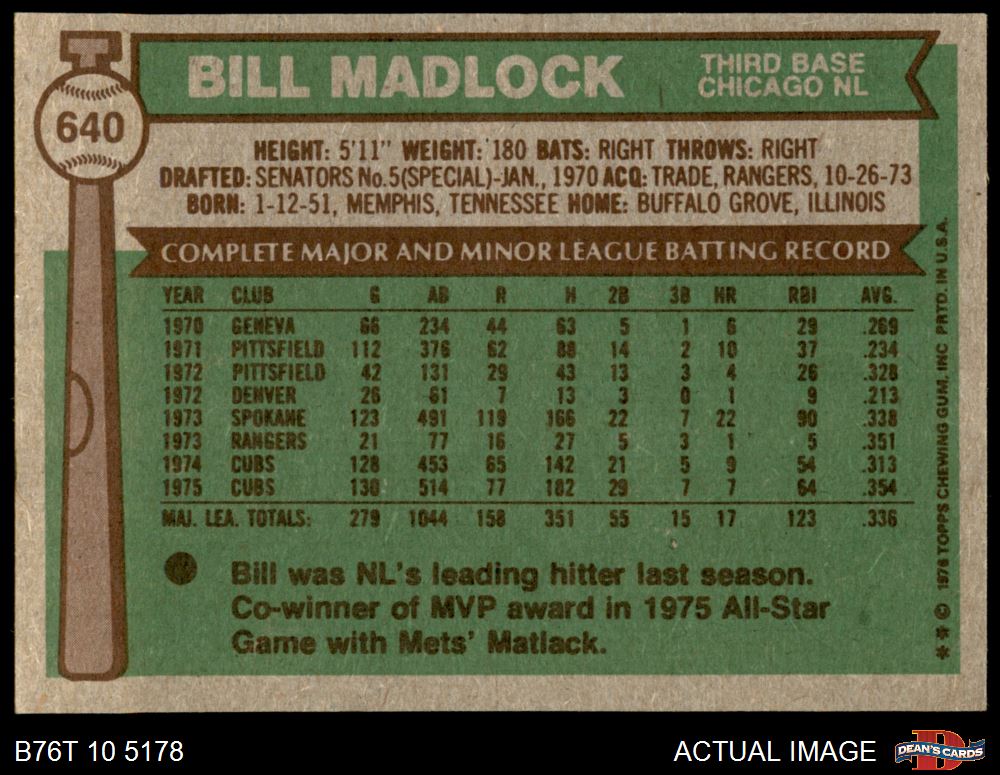 640
BILL MADLOCK
THIRD BASE
CHICAGO NL
HEIGHT: 5'11" WEIGHT: 180 BATS: RIGHT THROWS: RIGHT
DRAFTED: SENATORS No.5(SPECIAL)-JAN., 1970 ACQ: TRADE, RANGERS, 10-26-73
BORN: 1-12-51, MEMPHIS, TENNESSEE HOME: BUFFALO GROVE, ILLINOIS
COMPLETE MAJOR AND MINOR LEAGUE BATTING RECORD
YEAR CLUB G AB R H 2B 3B HR RBI AVG.
1970 GENEVA 66 234 44 63 5 1 6 29 .269
1971 PITTSFIELD 112 376 62 88 14 2 10 37 .234
1972 PITTSFIELD 42 131 29 43 13 3 4 26 .328
1972 DENVER 26 61 7 13 3 0 1 9 .213
1973 SPOKANE 123 491 119 166 22 7 22 90 .338
1973 RANGERS 21 77 16 27 5 3 1 5 .351
1974 CUBS 128 453 65 142 21 5 9 54 .313
1975 CUBS 130 514 77 182 29 7 7 64 .354
MAJ. LEA. TOTALS: 279 1044 158 351 55 15 17 123 .336
Bill was NL's leading hitter last season.
Co-winner of MVP award in 1975 All-Star
Game with Mets' Matlack.
** © 1976 TOPPS CHEWING GUM, INC. PRTD. IN U.S.A.
B76T 10 5178
ACTUAL IMAGE
D
DEAN'S CARDS